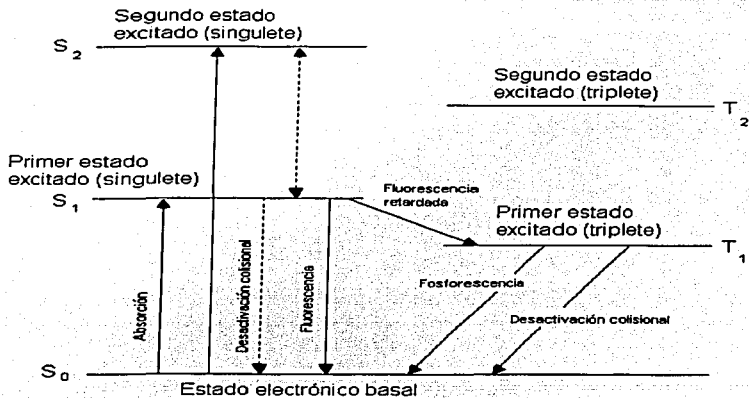 Segundo estado
excitado (singulete)
S2
Segundo estado
excitado (triplete)
T2
Primer estado
excitado (singulete)
S1
Fluorescencia
retardada
Primer estado
excitado (triplete)
T1
Absorción
Desactivación colisional
Fluorescencia
Fosforescencia
Desactivación colisional
S0
Estado electrónico basal